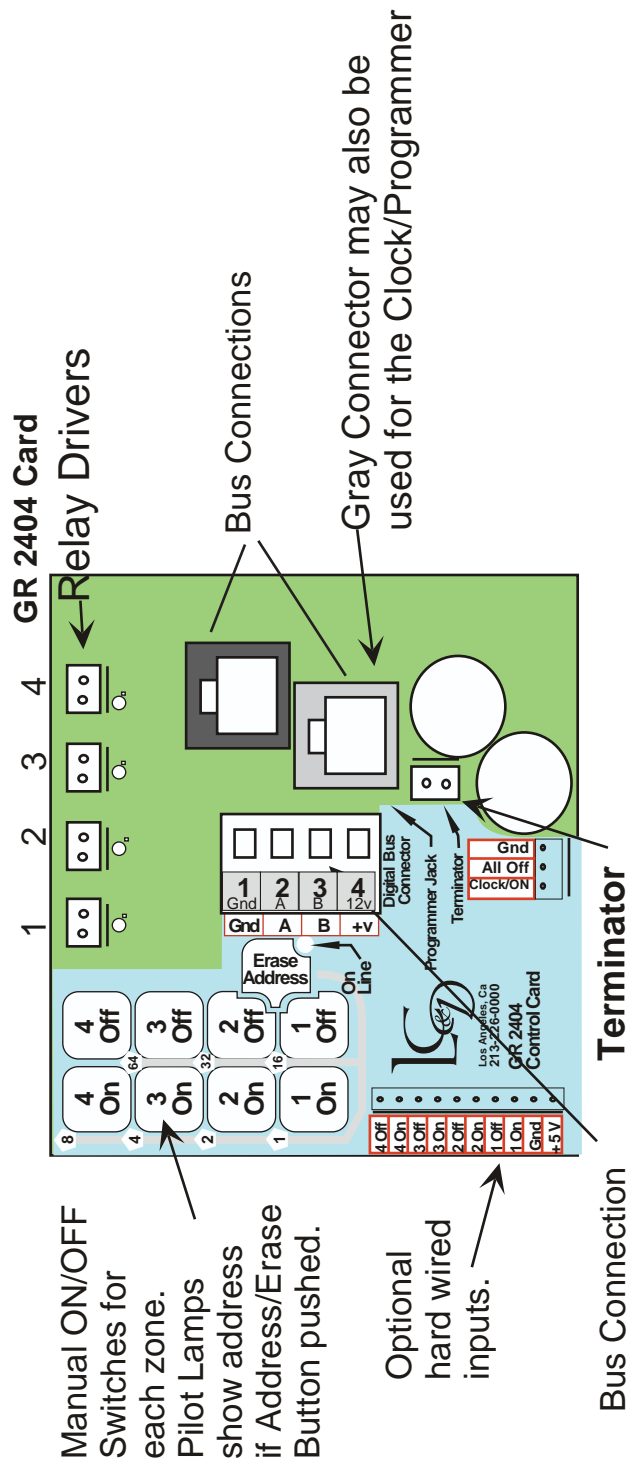 GR 2404 Card
Relay Drivers
1 2 3 4
Bus Connections
Gray Connector may also be
used for the Clock/Programmer
Manual ON/OFF
Switches for
each zone.
Pilot Lamps
show address
if Address/Erase
Button pushed.
4
On
4
Off
3
On
3
Off
2
On
2
Off
1
On
1
Off
8
4
2
1
64
32
16
Erase
Address
On
Line
Gnd
A
B
+v
1
Gnd
2
A
3
B
4
12v
Digital Bus
Connector
Programmer Jack
Terminator
Gnd
All Off
Clock/ON
LC&D
Los Angeles, Ca
213-226-0000
GR 2404
Control Card
4 Off
4 On
3 Off
3 On
2 Off
2 On
1 Off
1 On
Gnd
+5V
Optional
hard wired
inputs.
Bus Connection
Terminator